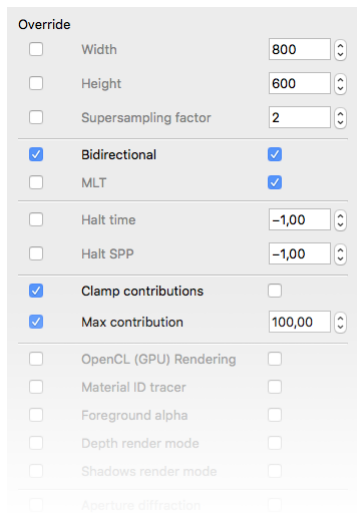 Override
Width 800
Height 600
Supersampling factor 2
Bidirectional
MLT
Halt time −1,00
Halt SPP −1,00
Clamp contributions
Max contribution 100,00
OpenCL (GPU) Rendering
Material ID tracer
Foreground alpha
Depth render mode
Shadows render mode
Aperture diffraction